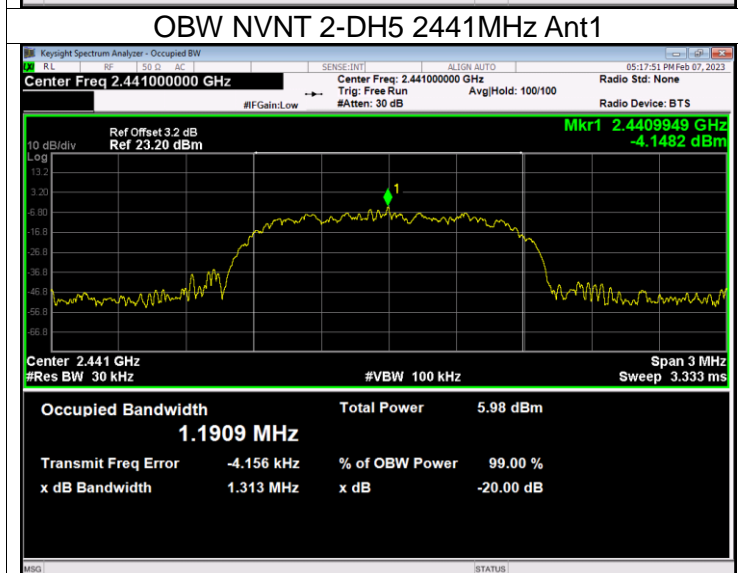 OBW NVNT 2-DH5 2441MHz Ant1
Keysight Spectrum Analyzer - Occupied BW
RL RF 50 Ω AC SENSE:INT ALIGN AUTO 05:17:51 PM Feb 07, 2023
Center Freq 2.441000000 GHz Center Freq: 2.441000000 GHz Radio Std: None
Trig: Free Run Avg|Hold: 100/100
#IFGain:Low #Atten: 30 dB Radio Device: BTS
Mkr1 2.4409949 GHz
Ref Offset 3.2 dB
10 dB/div Ref 23.20 dBm -4.1482 dBm
Log
13.2
3.20
1
-6.80
-16.8
-26.8
-36.8
-46.8
-56.8
-66.8
Center 2.441 GHz Span 3 MHz
#Res BW 30 kHz #VBW 100 kHz Sweep 3.333 ms
Occupied Bandwidth Total Power 5.98 dBm
1.1909 MHz
Transmit Freq Error -4.156 kHz % of OBW Power 99.00 %
x dB Bandwidth 1.313 MHz x dB -20.00 dB
MSG STATUS